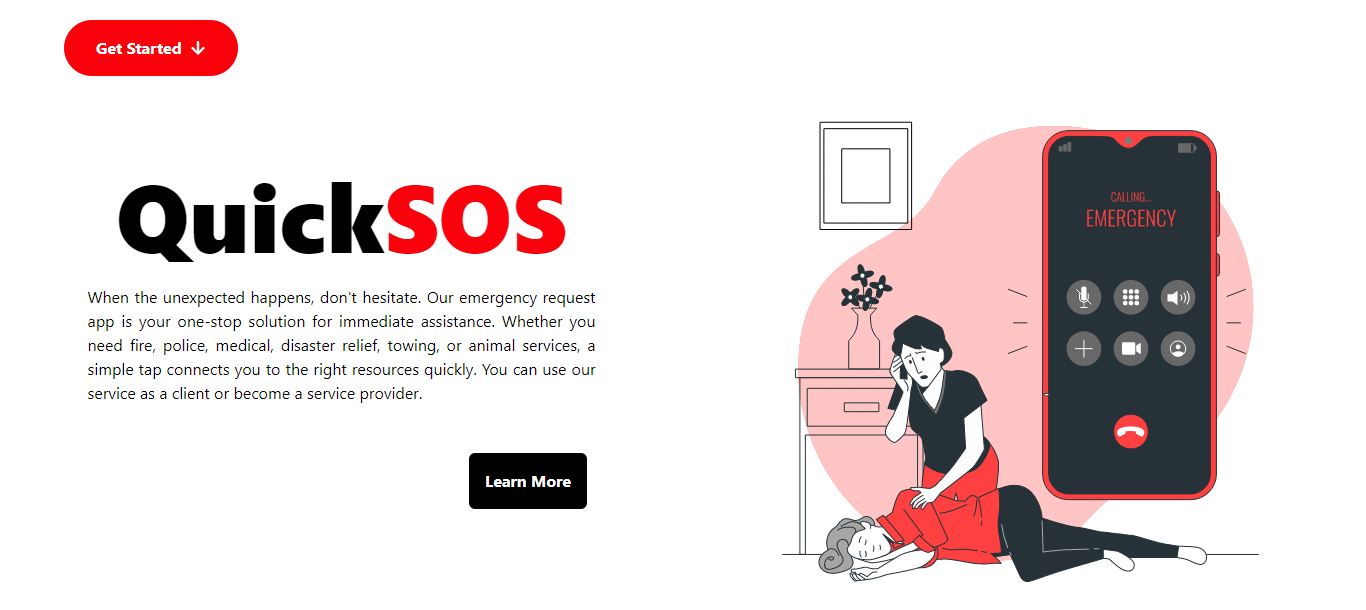 Get Started
QuickSOS
When the unexpected happens, don't hesitate. Our emergency request
app is your one-stop solution for immediate assistance. Whether you
need fire, police, medical, disaster relief, towing, or animal services, a
simple tap connects you to the right resources quickly. You can use our
service as a client or become a service provider.
Learn More
CALLING...
EMERGENCY